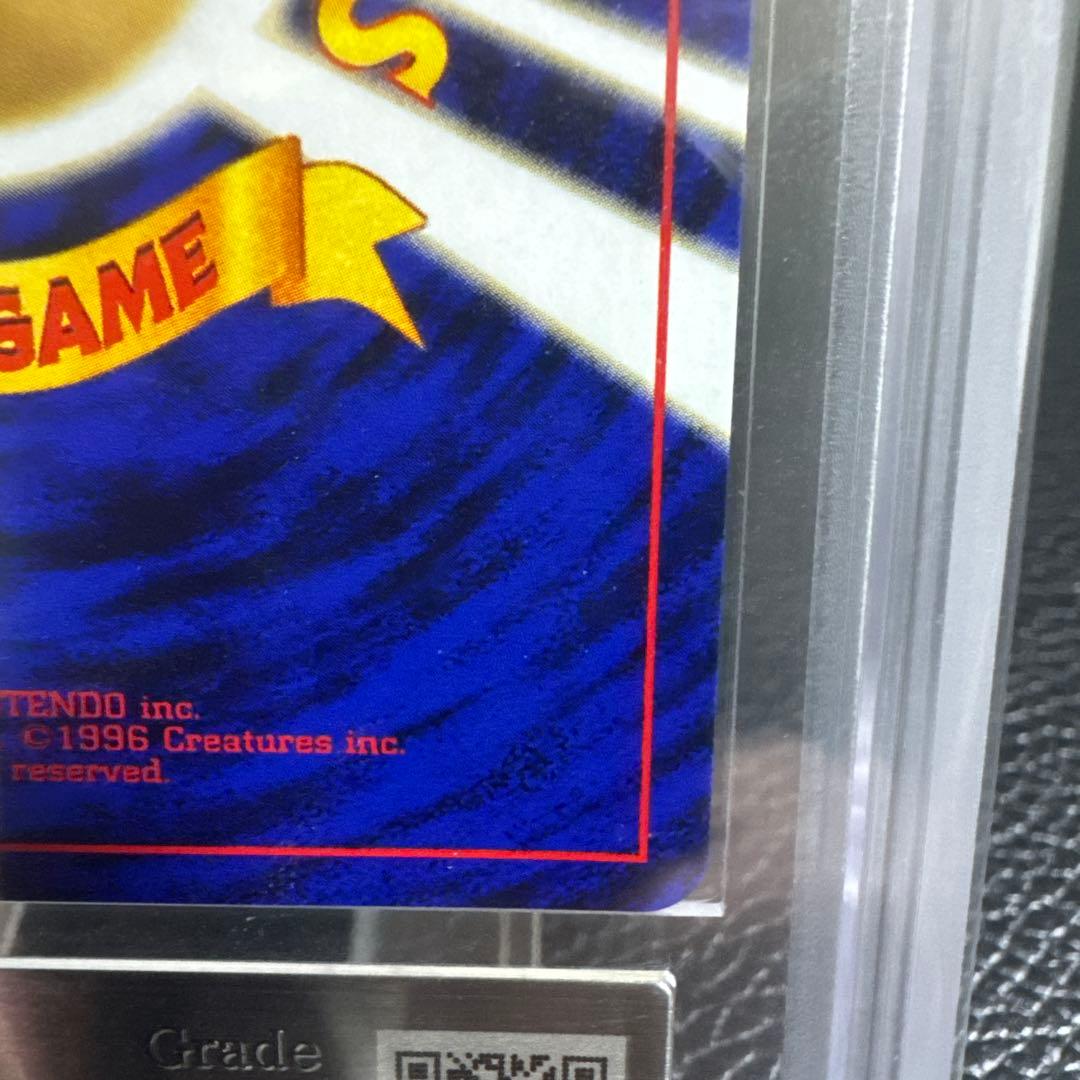 S
GAME
TENDO inc.
©1996 Creatures inc.
reserved.
Grade